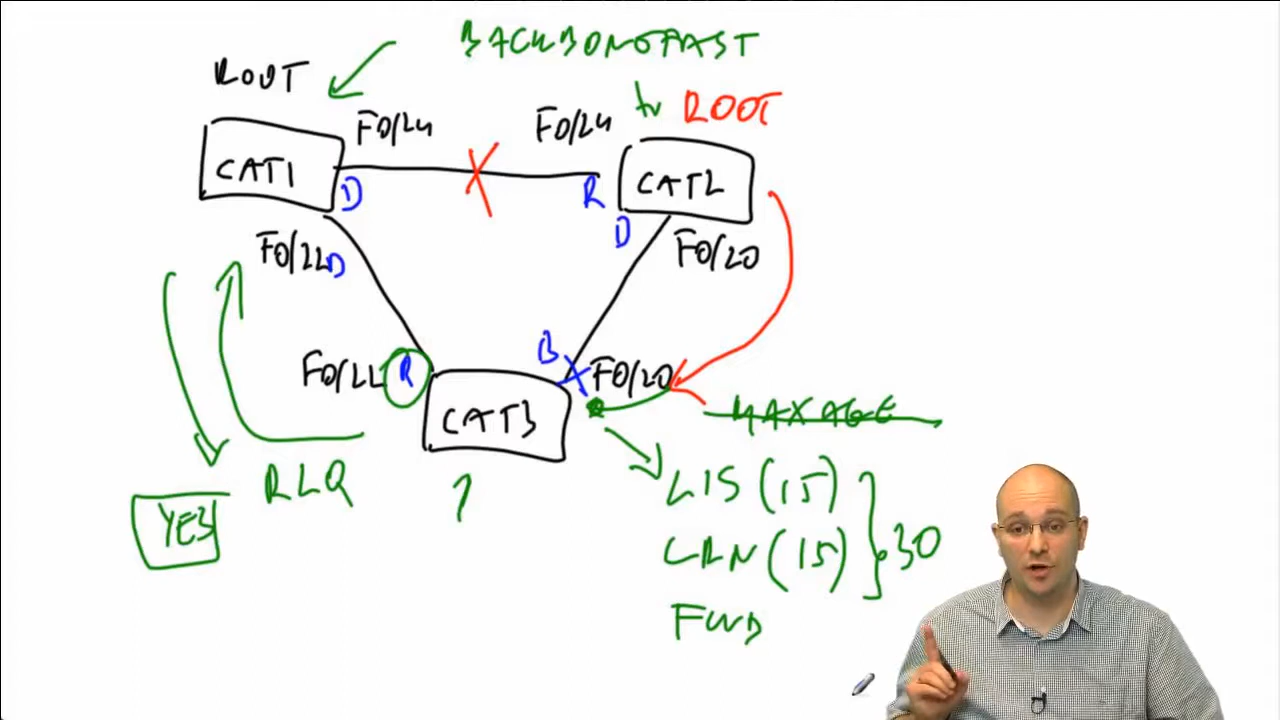 BACKBONEFAST
ROOT
ROOT
F0/24
F0/24
CAT1
CAT2
D
R
D
F0/22
D
F0/20
B
F0/22
R
F0/20
MAXAGE
CAT3
LIS (15)
RLQ
YES
LRN (15)
30
FWD